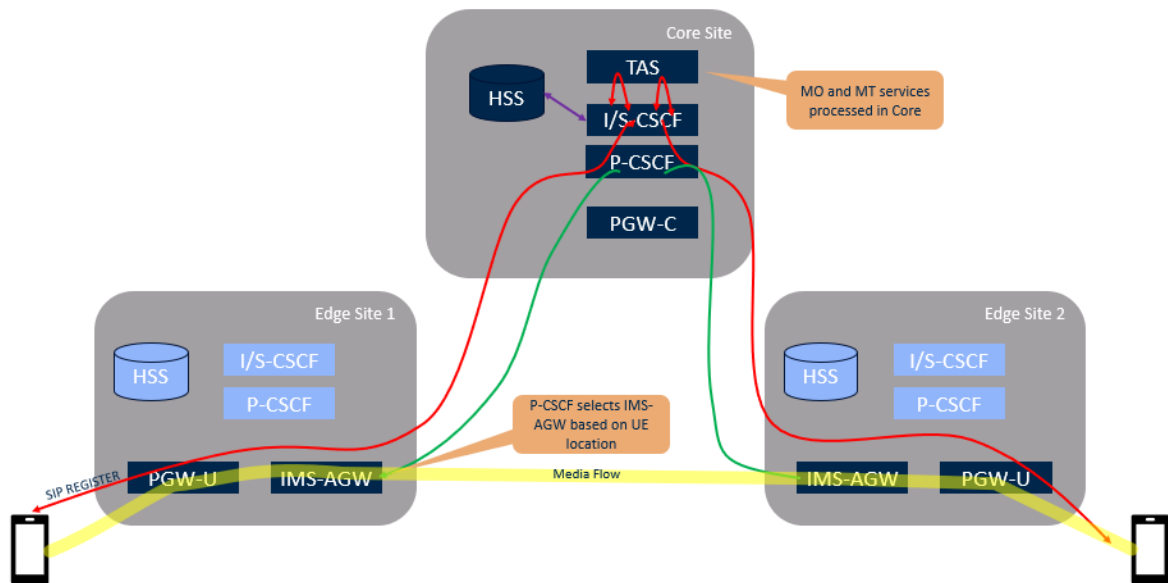 Core Site
TAS
HSS
MO and MT services
processed in Core
I/S-CSCF
P-CSCF
PGW-C
Edge Site 1
I/S-CSCF
HSS
P-CSCF
Edge Site 2
I/S-CSCF
HSS
P-CSCF
P-CSCF selects IMS-
AGW based on UE
location
SIP REGISTER
PGW-U
IMS-AGW
Media Flow
IMS-AGW
PGW-U